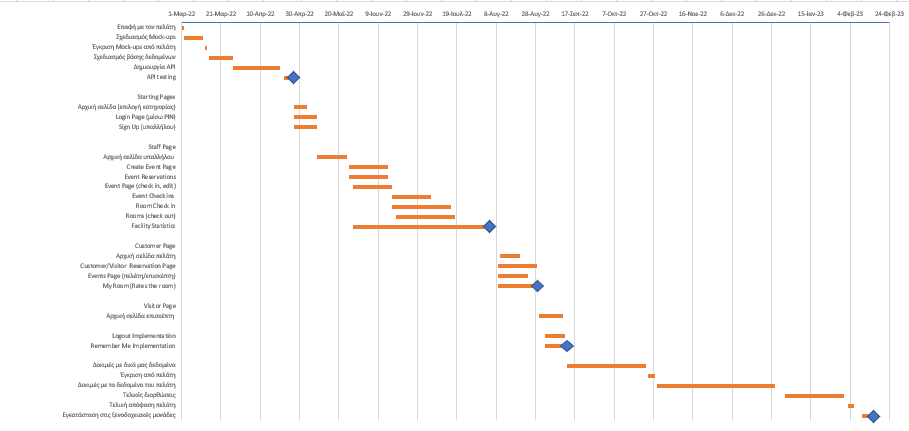 1-Μαρ-22 21-Μαρ-22 10-Απρ-22 30-Απρ-22 20-Μαϊ-22 9-Ιουν-22 29-Ιουν-22 19-Ιουλ-22 8-Αυγ-22 28-Αυγ-22 17-Σεπ-22 7-Οκτ-22 27-Οκτ-22 16-Νοε-22 6-Δεκ-22 26-Δεκ-22 15-Ιαν-23 4-Φεβ-23 24-Φεβ-23
Επαφή με τον πελάτη
Σχεδιασμός Mock-ups
Έγκριση Mock-ups από πελάτη
Σχεδιασμός βάσης δεδομένων
Δημιουργία API
API testing
Starting Pages
Αρχική σελίδα (επιλογή κατηγορίας)
Login Page (μέσω PIN)
Sign Up (υπαλλήλου)
Staff Page
Αρχική σελίδα υπαλλήλου
Create Event Page
Event Reservations
Event Page (check in, edit)
Event Check ins
Room Check in
Rooms (check out)
Facility Statistics
Customer Page
Αρχική σελίδα πελάτη
Customer/Visitor Reservation Page
Events Page (πελάτη/επισκέπτη)
My Room (Rates the room)
Visitor Page
Αρχική σελίδα επισκέπτη
Logout Implementation
Remember Me Implementation
Δοκιμές με δικά μας δεδομένα
Έγκριση από πελάτη
Δοκιμές με τα δεδομένα του πελάτη
Τελικές διορθώσεις
Τελική απόφαση πελάτη
Εγκατάσταση στις ξενοδοχειακές μονάδες